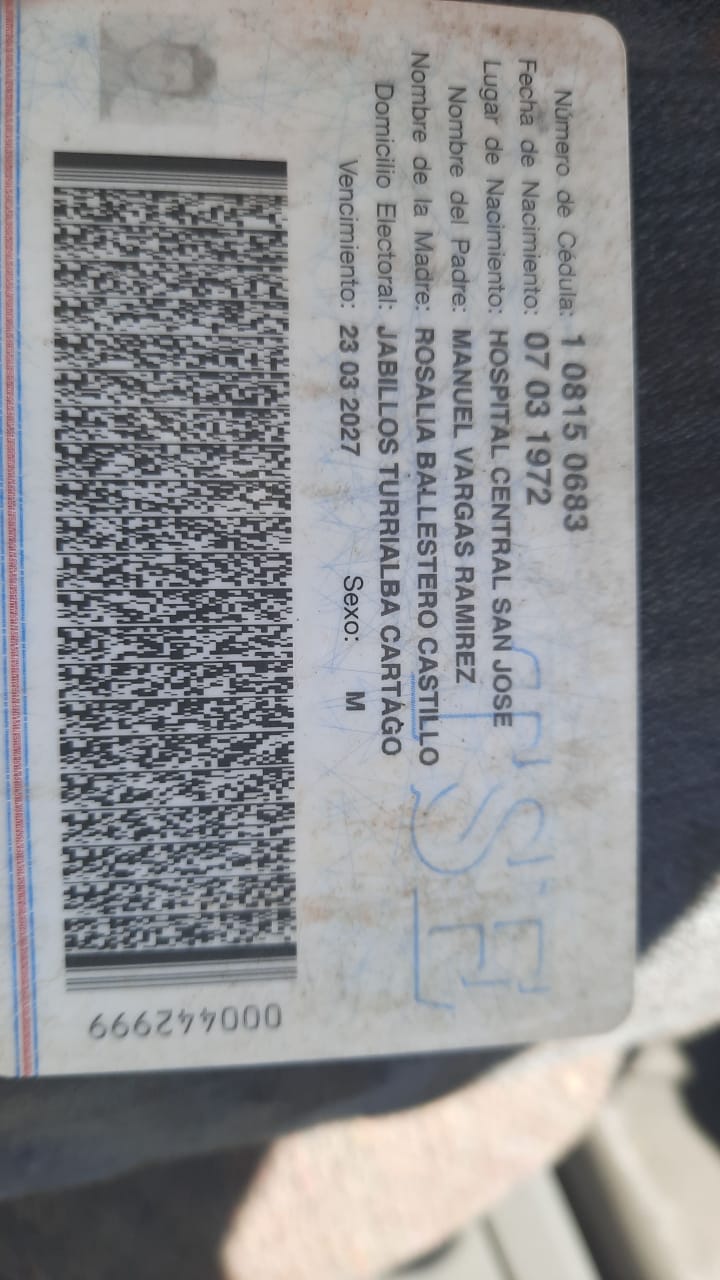 Número de Cédula: 1 0815 0683
Fecha de Nacimiento: 07 03 1972
Lugar de Nacimiento: HOSPITAL CENTRAL SAN JOSE
Nombre del Padre: MANUEL VARGAS RAMIREZ
Nombre de la Madre: ROSALIA BALLESTERO CASTILLO
Domicilio Electoral: JABILLOS TURRIALBA CARTAGO
Vencimiento: 23 03 2027 Sexo: M
000442999